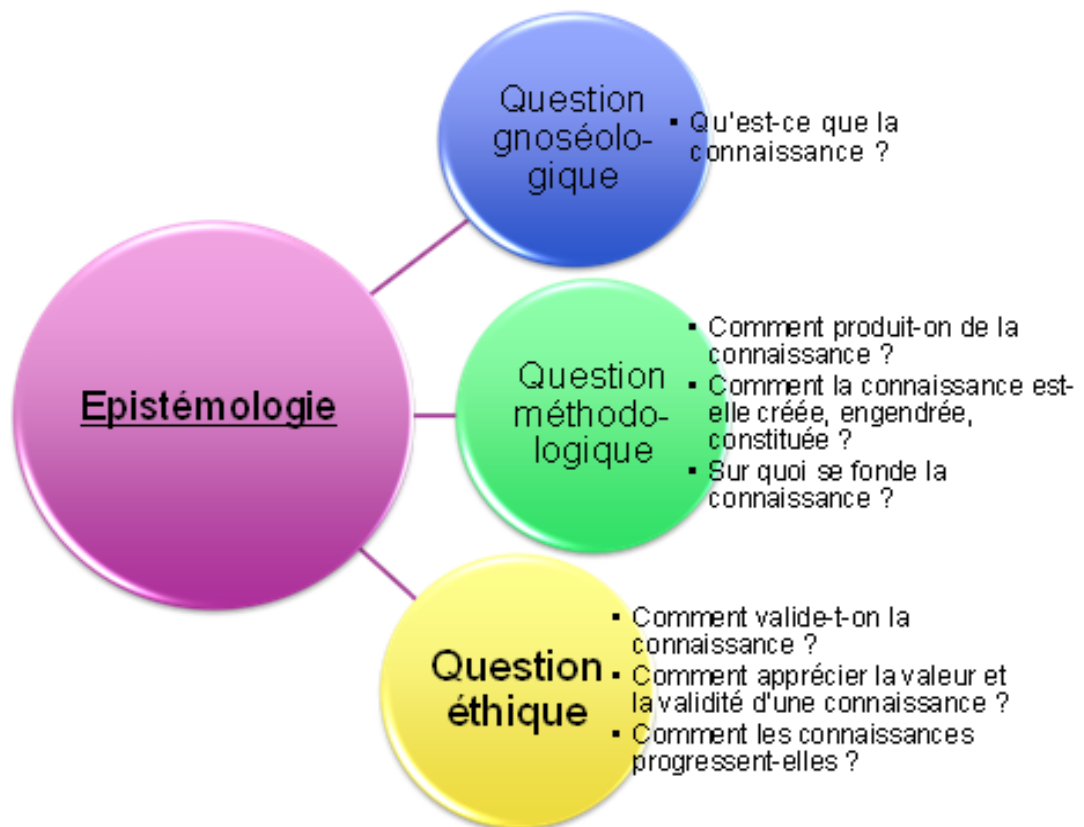 Question
gnoséolo-
gique
▪ Qu'est-ce que la
connaissance ?
Epistémologie
Question
méthodo-
logique
▪ Comment produit-on de la
connaissance ?
▪ Comment la connaissance est-
elle créée, engendrée,
constituée ?
▪ Sur quoi se fonde la
connaissance ?
Question
éthique
▪ Comment valide-t-on la
connaissance ?
▪ Comment apprécier la valeur et
la validité d'une connaissance ?
▪ Comment les connaissances
progressent-elles ?